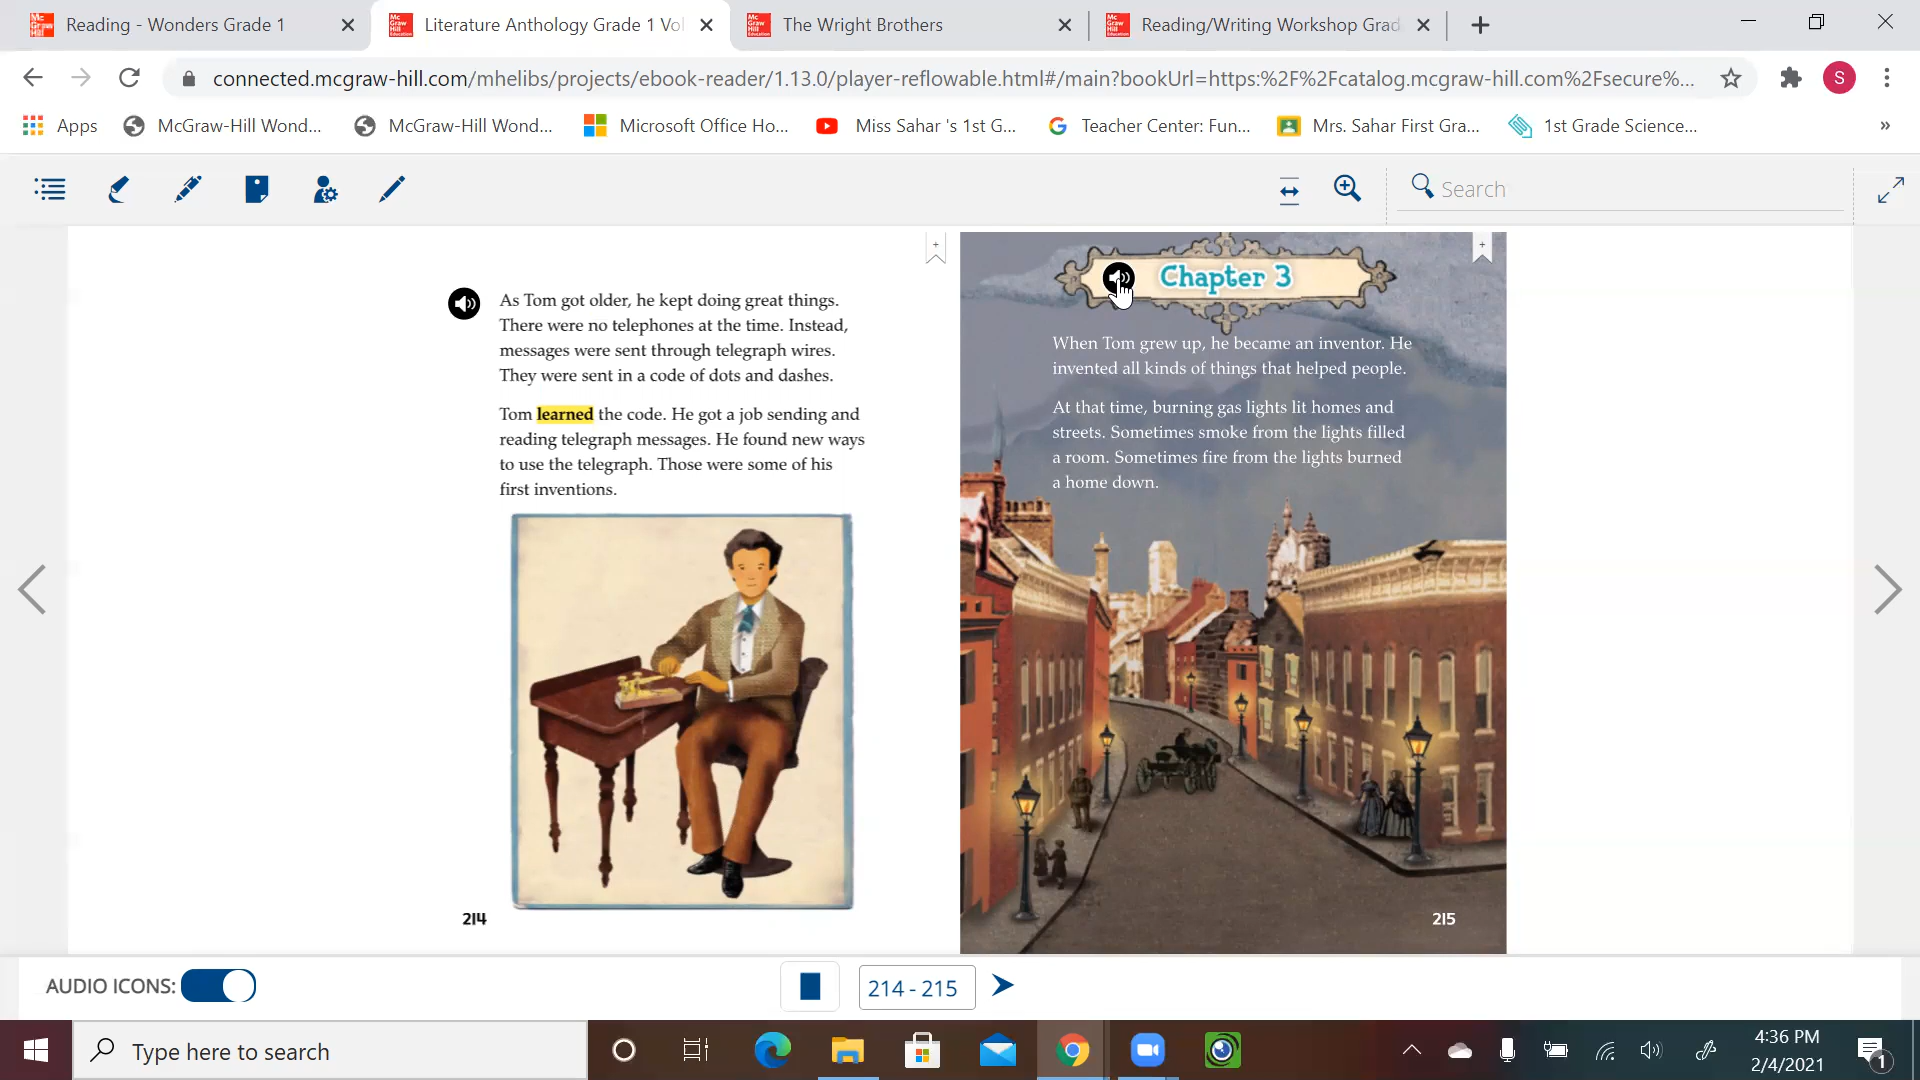 Reading - Wonders Grade 1
Literature Anthology Grade 1 Vol
The Wright Brothers
Reading/Writing Workshop Grad
connected.mcgraw-hill.com/mhelibs/projects/ebook-reader/1.13.0/player-reflowable.html#/main?bookUrl=https:%2F%2Fcatalog.mcgraw-hill.com%2Fsecure%...
S
Apps
McGraw-Hill Wond...
McGraw-Hill Wond...
Microsoft Office Ho...
Miss Sahar 's 1st G...
Teacher Center: Fun...
Mrs. Sahar First Gra...
1st Grade Science...
»
Search
As Tom got older, he kept doing great things.
There were no telephones at the time. Instead,
messages were sent through telegraph wires.
They were sent in a code of dots and dashes.
Tom learned the code. He got a job sending and
reading telegraph messages. He found new ways
to use the telegraph. Those were some of his
first inventions.
214
Chapter 3
When Tom grew up, he became an inventor. He
invented all kinds of things that helped people.
At that time, burning gas lights lit homes and
streets. Sometimes smoke from the lights filled
a room. Sometimes fire from the lights burned
a home down.
215
AUDIO ICONS:
214 - 215
Type here to search
4:36 PM
2/4/2021
1